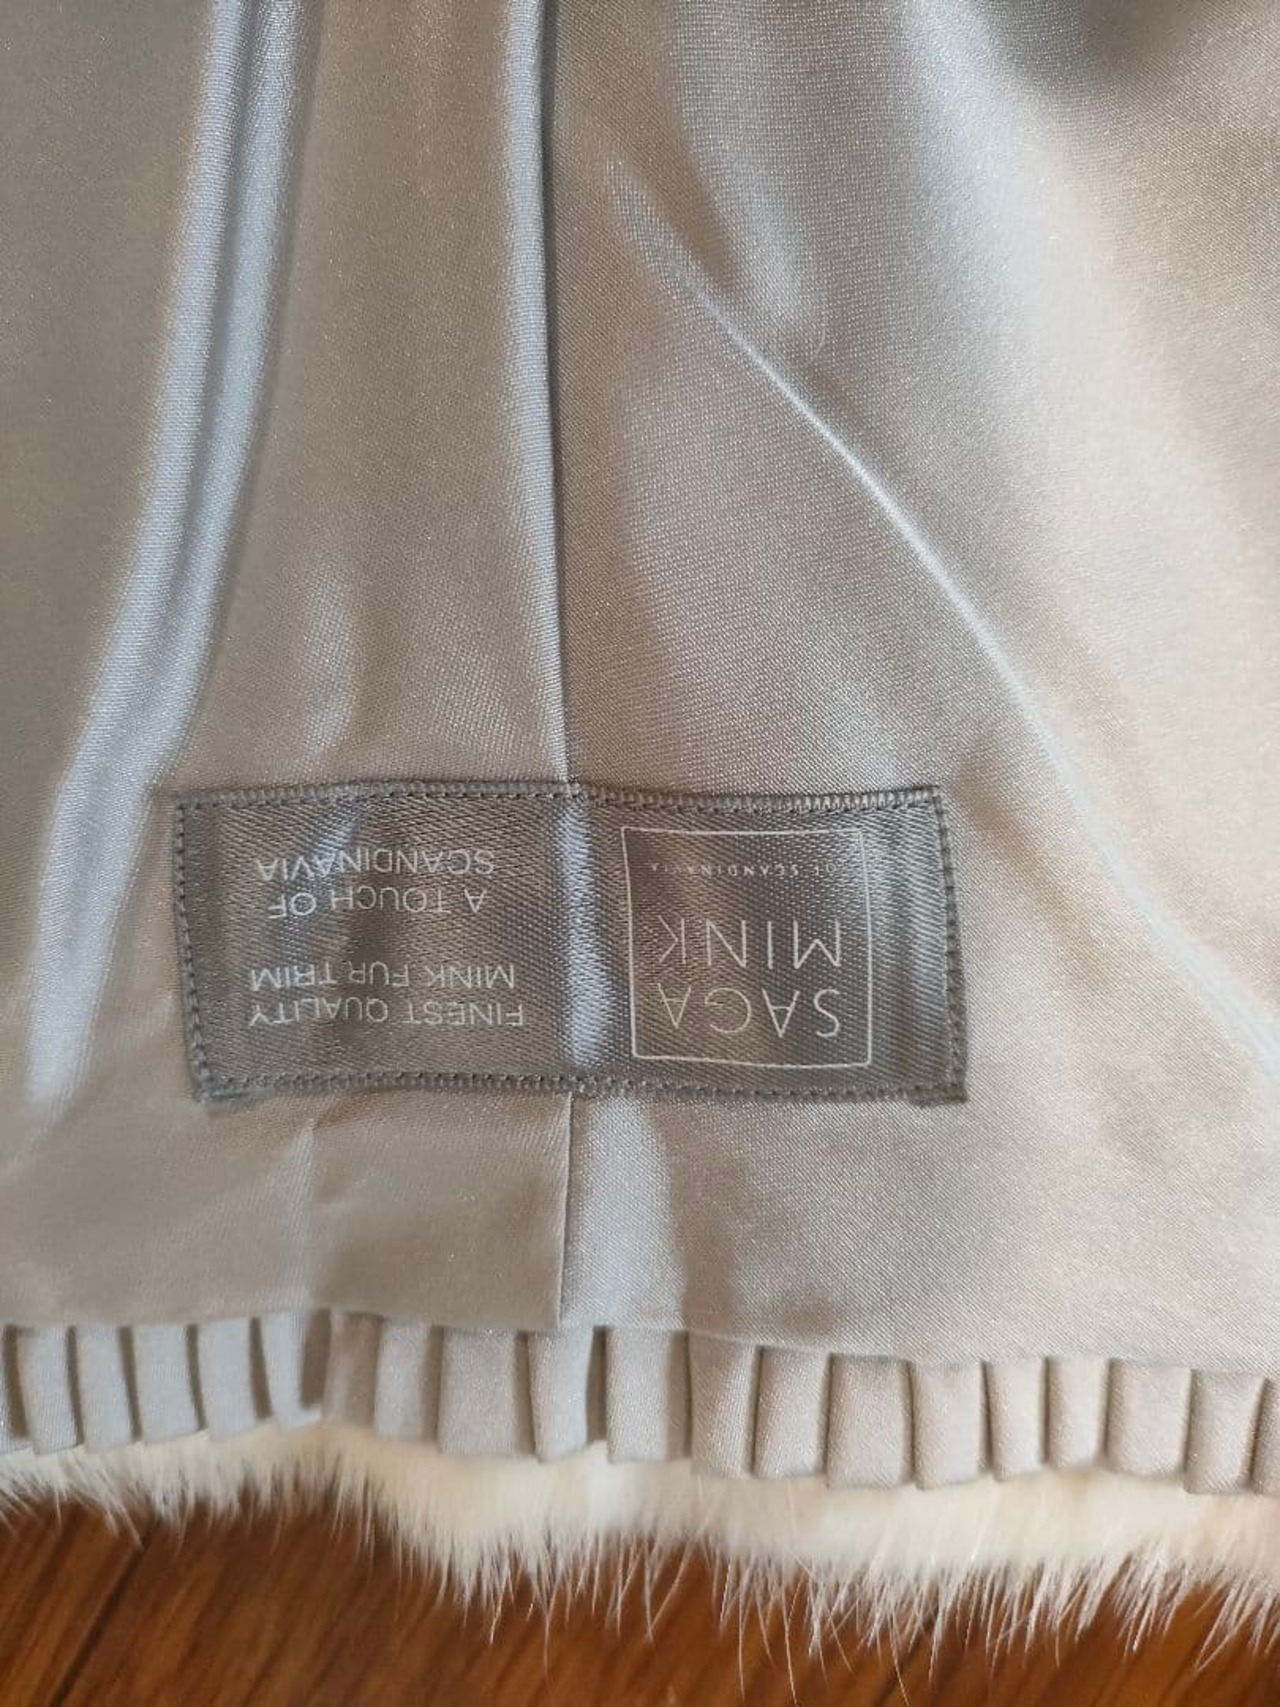 SAGA
MINK
OF SCANDINAVIA
FINEST QUALITY
MINK FUR TRIM
A TOUCH OF
SCANDINAVIA